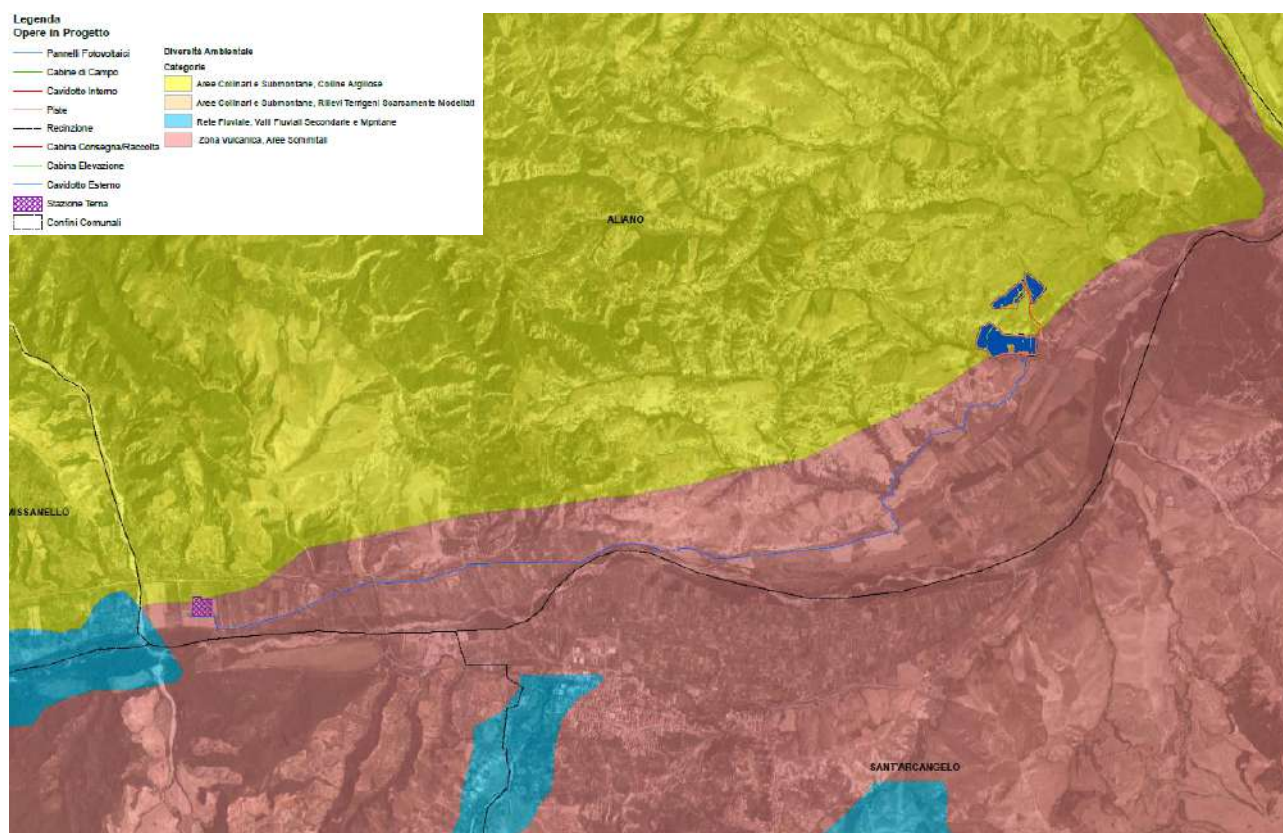 Legenda
Opere in Progetto
Pannelli Fotovoltaici
Cabine di Campo
Cavidotto Interno
Piste
Recinzione
Cabina Consegna/Raccolta
Cabina Elevazione
Cavidotto Esterno
Stazione Terna
Confini Comunali
Diversità Ambientale
Categorie
Aree Collinari e Submontane, Colline Argillose
Aree Collinari e Submontane, Rilievi Terrigeni Scarsamente Modellati
Rete Fluviale, Valli Fluviali Secondarie e Montane
Zona Vulcanica, Aree Sommitali
ALIANO
MISSANELLO
SANT'ARCANGELO